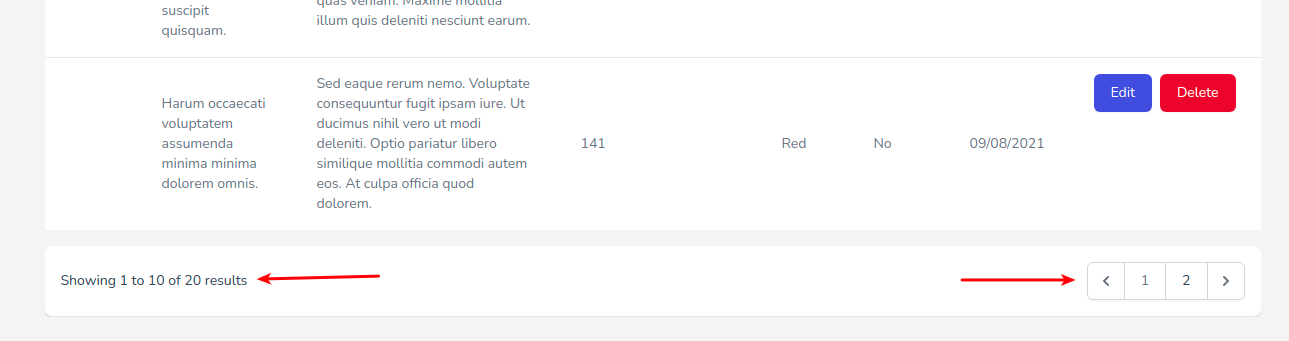 suscipit
quisquam.
quas veniam. Maxime mollitia
illum quis deleniti nesciunt earum.
Harum occaecati
voluptatem
assumenda
minima minima
dolorem omnis.
Sed eaque rerum nemo. Voluptate
consequuntur fugit ipsam iure. Ut
ducimus nihil vero ut modi
deleniti. Optio pariatur libero
similique mollitia commodi autem
eos. At culpa officia quod
dolorem.
141
Red
No
09/08/2021
Edit
Delete
Showing 1 to 10 of 20 results
1
2